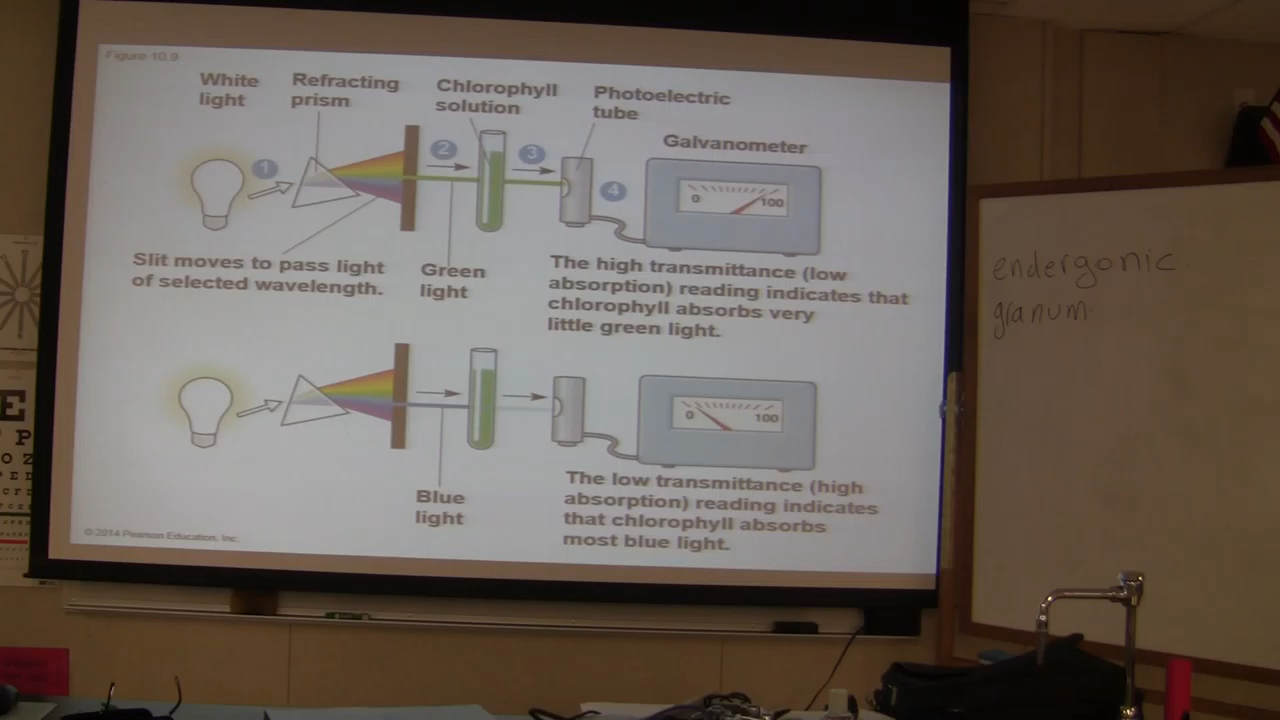 Figure 10.9
White light
Refracting prism
Chlorophyll solution
Photoelectric tube
Galvanometer
1
2
3
4
0
100
Slit moves to pass light
of selected wavelength.
Green
light
The high transmittance (low
absorption) reading indicates that
chlorophyll absorbs very
little green light.
0
100
Blue
light
The low transmittance (high
absorption) reading indicates
that chlorophyll absorbs
most blue light.
© 2014 Pearson Education, Inc.
endergonic
granum
E
P
O Z